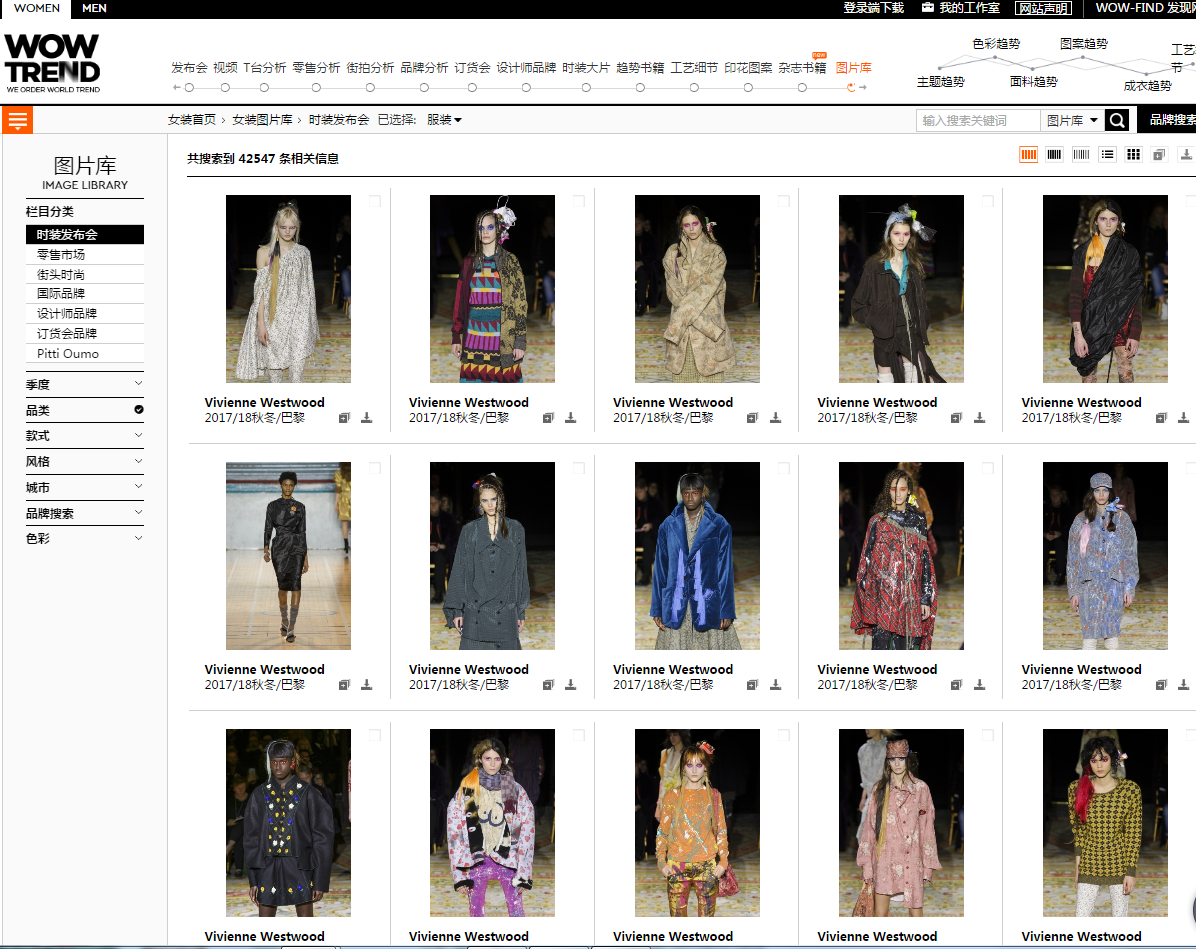 WOMEN MEN 登录端下载 我的工作室 网站声明 WOW-FIND 发现
WOW
TREND
WE ORDER WORLD TREND
new
发布会 视频 T台分析 零售分析 街拍分析 品牌分析 订货会 设计师品牌 时装大片 趋势书籍 工艺细节 印花图案 杂志书籍 图片库
色彩趋势 图案趋势 工艺
节
主题趋势 面料趋势 成衣趋势
女装首页 › 女装图片库 › 时装发布会 已选择: 服装
输入搜索关键词 图片库 品牌搜索
图片库
IMAGE LIBRARY
栏目分类
时装发布会
零售市场
街头时尚
国际品牌
设计师品牌
订货会品牌
Pitti Oumo
季度
品类
款式
风格
城市
品牌搜索
色彩
共搜索到 42547 条相关信息
Vivienne Westwood Vivienne Westwood Vivienne Westwood Vivienne Westwood Vivienne Westwood
2017/18秋冬/巴黎 2017/18秋冬/巴黎 2017/18秋冬/巴黎 2017/18秋冬/巴黎 2017/18秋冬/巴黎
Vivienne Westwood Vivienne Westwood Vivienne Westwood Vivienne Westwood Vivienne Westwood
2017/18秋冬/巴黎 2017/18秋冬/巴黎 2017/18秋冬/巴黎 2017/18秋冬/巴黎 2017/18秋冬/巴黎
Vivienne Westwood Vivienne Westwood Vivienne Westwood Vivienne Westwood Vivienne Westwood